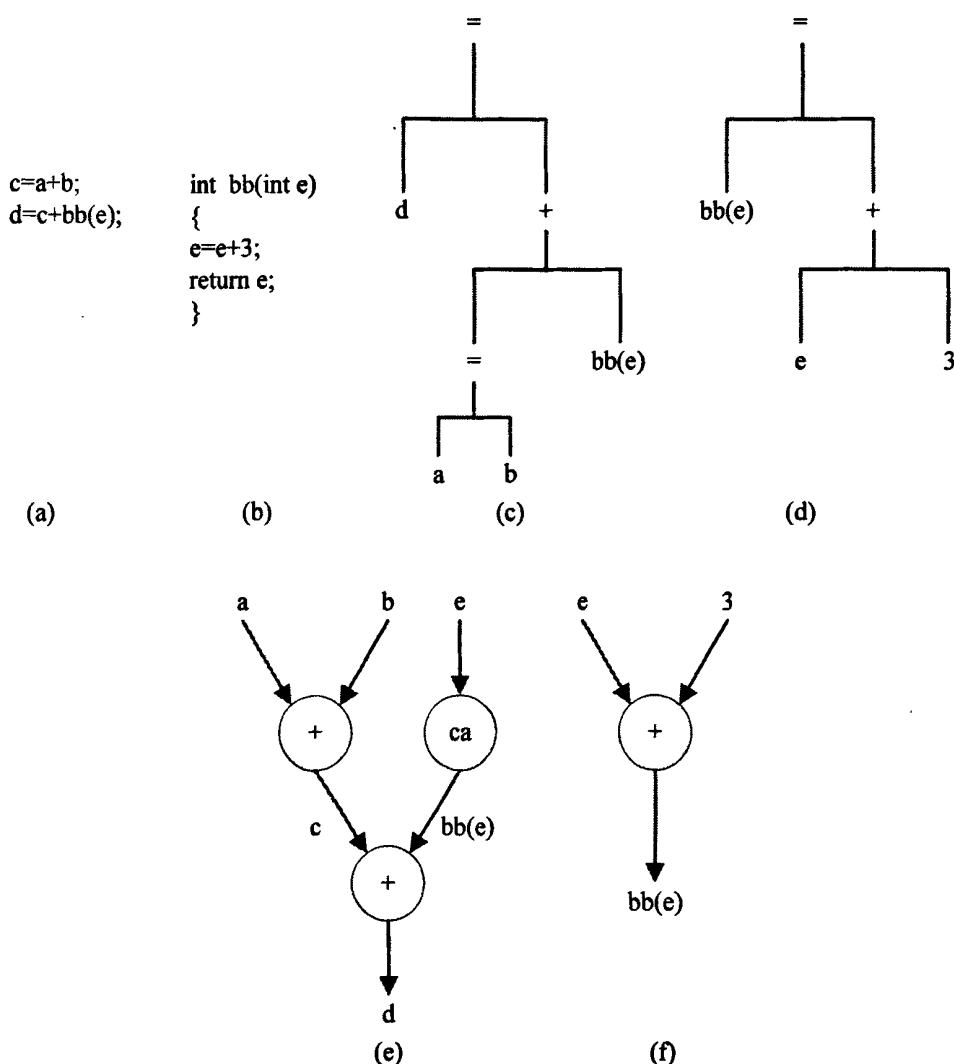 c=a+b;
d=c+bb(e);
(a)
int bb(int e)
{
e=e+3;
return e;
}
(b)
=
d +
= bb(e)
a b
(c)
=
bb(e) +
e 3
(d)
a b e
+ ca
c bb(e)
+
d
(e)
e 3
+
bb(e)
(f)